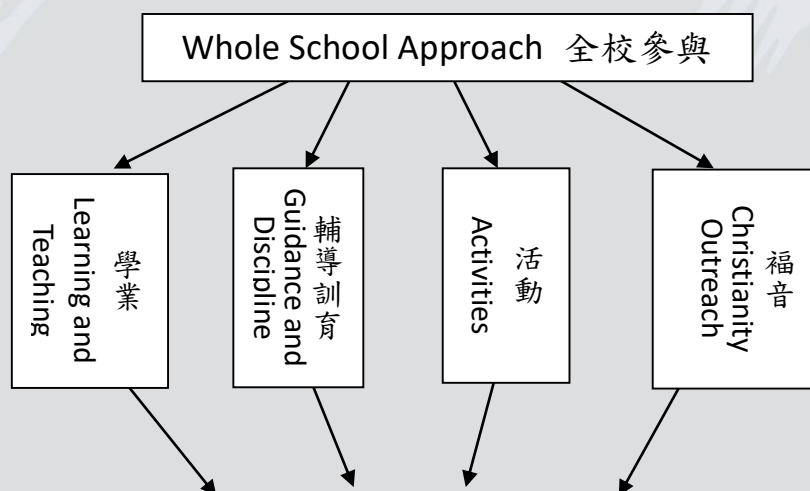 Whole School Approach 全校參與
學業
Learning and
Teaching
輔導訓育
Guidance and
Discipline
活動
Activities
福音
Christianity
Outreach